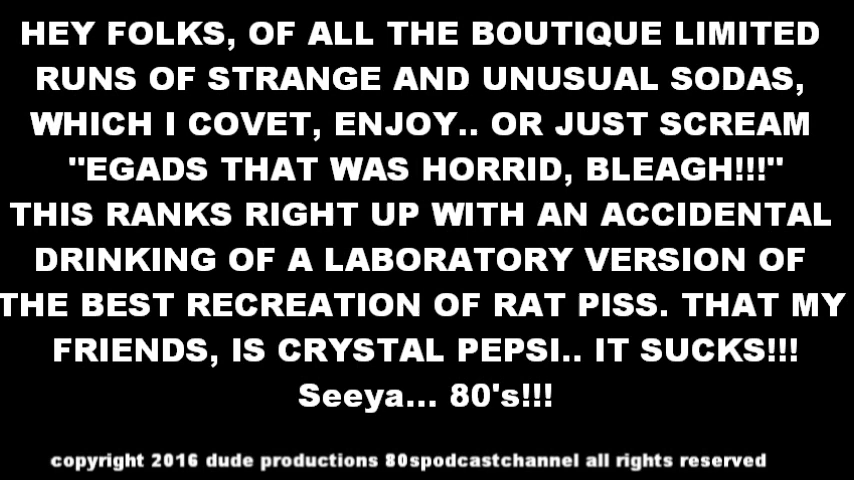 HEY FOLKS, OF ALL THE BOUTIQUE LIMITED
RUNS OF STRANGE AND UNUSUAL SODAS,
WHICH I COVET, ENJOY.. OR JUST SCREAM
"EGADS THAT WAS HORRID, BLEAGH!!!"
THIS RANKS RIGHT UP WITH AN ACCIDENTAL
DRINKING OF A LABORATORY VERSION OF
THE BEST RECREATION OF RAT PISS. THAT MY
FRIENDS, IS CRYSTAL PEPSI.. IT SUCKS!!!
Seeya... 80's!!!
copyright 2016 dude productions 80spodcastchannel all rights reserved